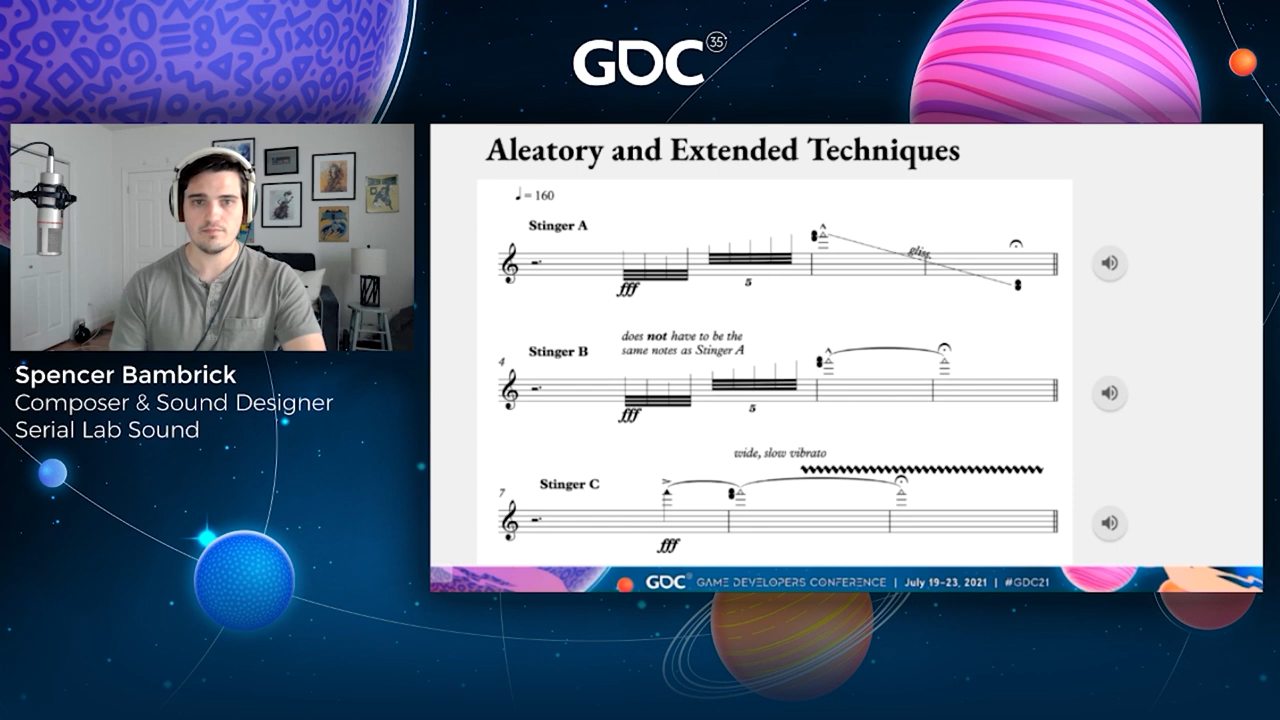 GDC 35
Spencer Bambrick
Composer & Sound Designer
Serial Lab Sound
Aleatory and Extended Techniques
= 160
Stinger A
gliss.
fff
5
does not have to be the
same notes as Stinger A
Stinger B
4
fff
5
wide, slow vibrato
Stinger C
7
fff
GDC GAME DEVELOPERS CONFERENCE | July 19-23, 2021 | #GDC21